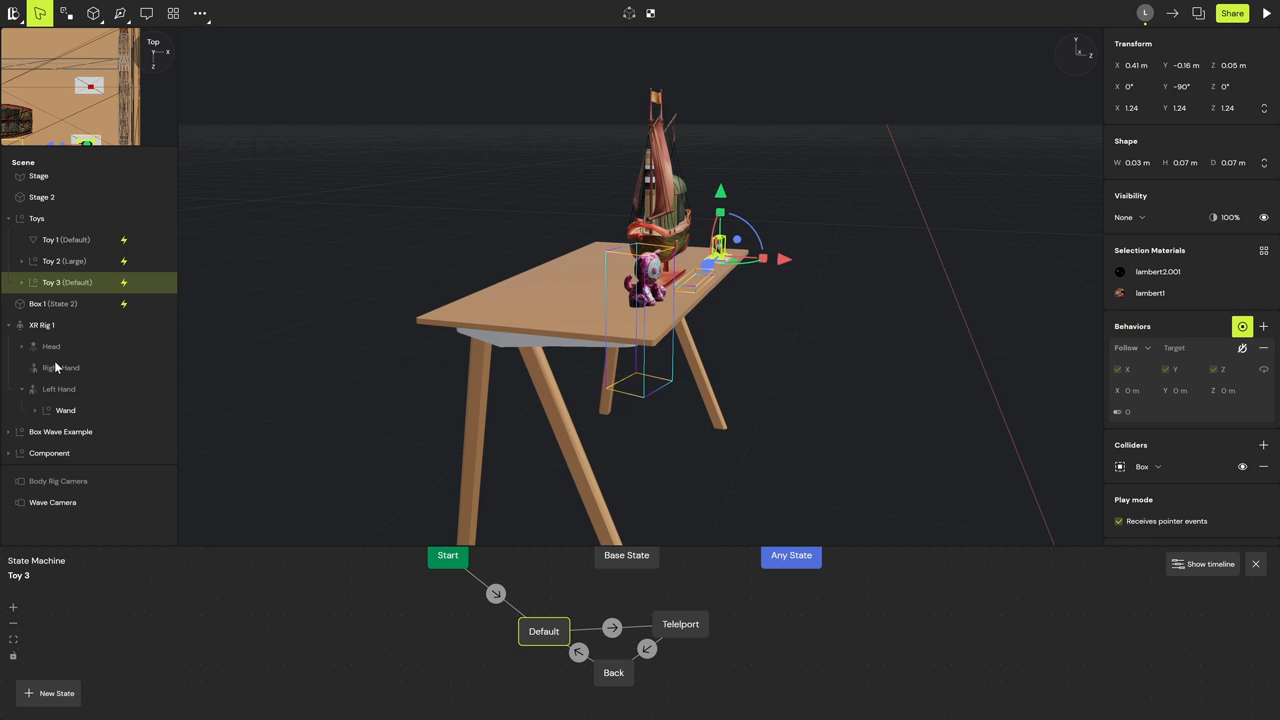 L
Share
Top
Y
X
Z
Y
Z
Scene
Stage
Stage 2
Toys
Toy 1 (Default)
Toy 2 (Large)
Toy 3 (Default)
Box 1 (State 2)
XR Rig 1
Head
Right Hand
Left Hand
Wand
Box Wave Example
Component
Body Rig Camera
Wave Camera
Transform
X 0.41 m Y -0.16 m Z 0.05 m
X 0° Y -90° Z 0°
X 1.24 Y 1.24 Z 1.24
Shape
W 0.03 m H 0.07 m D 0.07 m
Visibility
None 100%
Selection Materials
lambert2.001
lambert1
Behaviors
Follow Target
X Y Z
X 0 m Y 0 m Z 0 m
0
Colliders
Box
Play mode
Receives pointer events
State Machine
Toy 3
Show timeline
Start
Base State
Any State
Default
Telelport
Back
New State